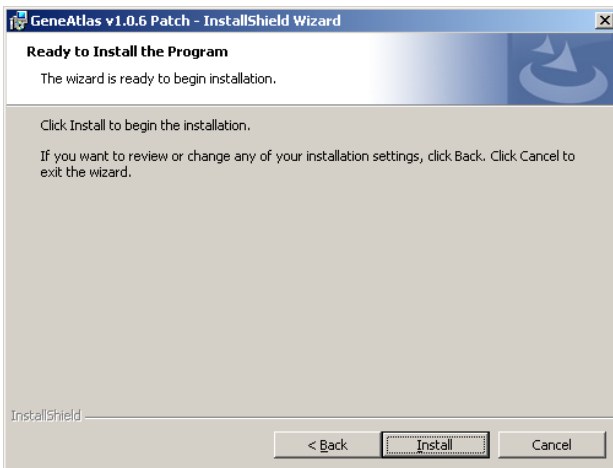 GeneAtlas v1.0.6 Patch - InstallShield Wizard
Ready to Install the Program
The wizard is ready to begin installation.
Click Install to begin the installation.
If you want to review or change any of your installation settings, click Back. Click Cancel to
exit the wizard.
InstallShield
< Back Install Cancel